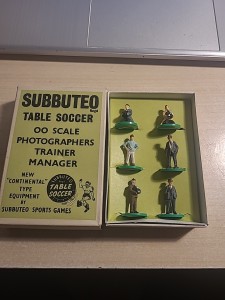 SUBBUTEO
TABLE SOCCER
OO SCALE
PHOTOGRAPHERS
TRAINER
MANAGER
NEW
"CONTINENTAL"
TYPE
EQUIPMENT
BY
SUBBUTEO SPORTS GAMES
SUBBUTEO
TABLE
SOCCER